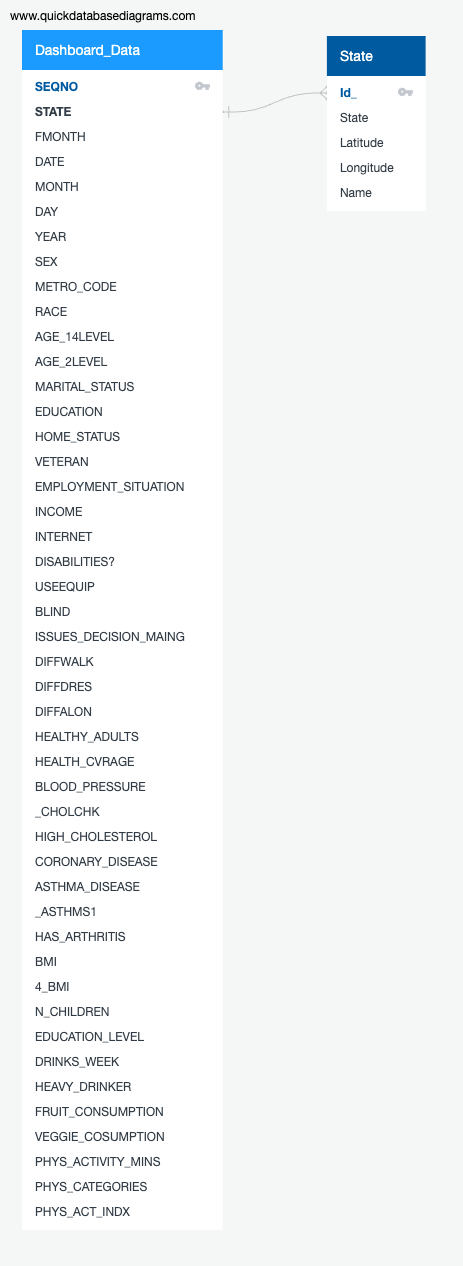 www.quickdatabasediagrams.com
Dashboard_Data
SEQNO
STATE
FMONTH
DATE
MONTH
DAY
YEAR
SEX
METRO_CODE
RACE
AGE_14LEVEL
AGE_2LEVEL
MARITAL_STATUS
EDUCATION
HOME_STATUS
VETERAN
EMPLOYMENT_SITUATION
INCOME
INTERNET
DISABILITIES?
USEEQUIP
BLIND
ISSUES_DECISION_MAING
DIFFWALK
DIFFDRES
DIFFALON
HEALTHY_ADULTS
HEALTH_CVRAGE
BLOOD_PRESSURE
_CHOLCHK
HIGH_CHOLESTEROL
CORONARY_DISEASE
ASTHMA_DISEASE
_ASTHMS1
HAS_ARTHRITIS
BMI
4_BMI
N_CHILDREN
EDUCATION_LEVEL
DRINKS_WEEK
HEAVY_DRINKER
FRUIT_CONSUMPTION
VEGGIE_COSUMPTION
PHYS_ACTIVITY_MINS
PHYS_CATEGORIES
PHYS_ACT_INDX
State
Id_
State
Latitude
Longitude
Name